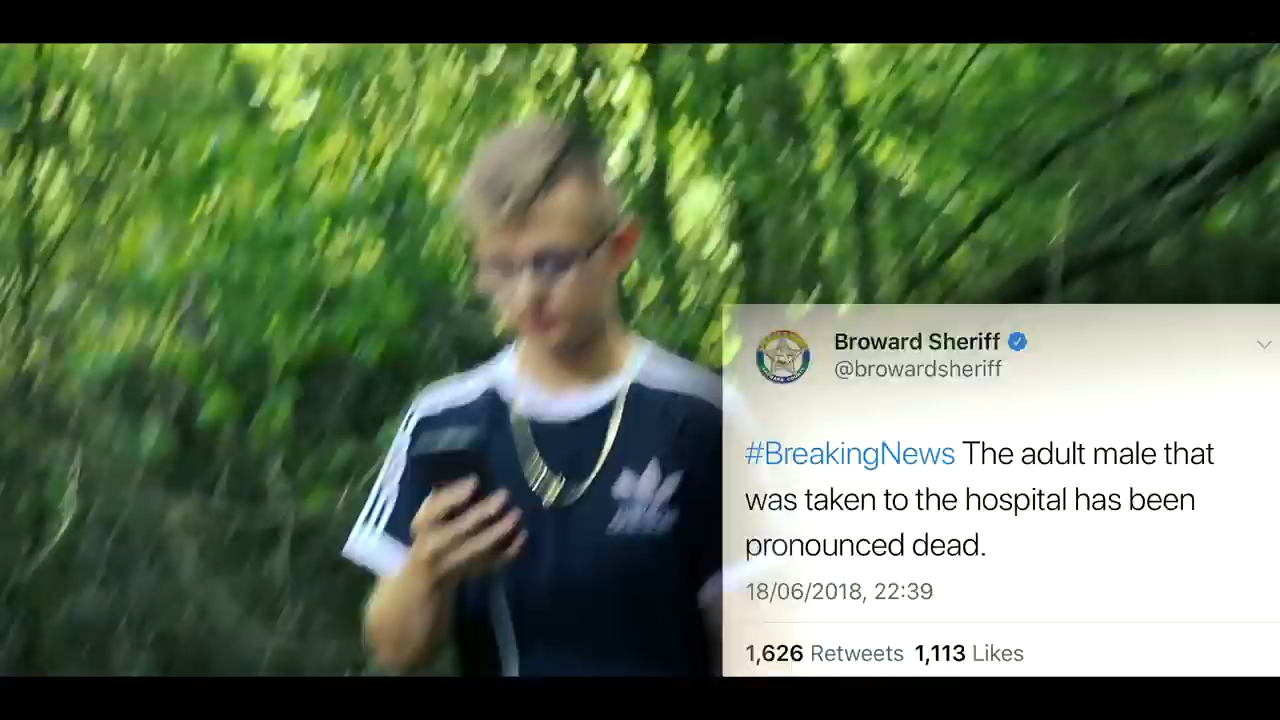 Broward Sheriff
@browardsheriff
#BreakingNews The adult male that
was taken to the hospital has been
pronounced dead.
18/06/2018, 22:39
1,626 Retweets 1,113 Likes